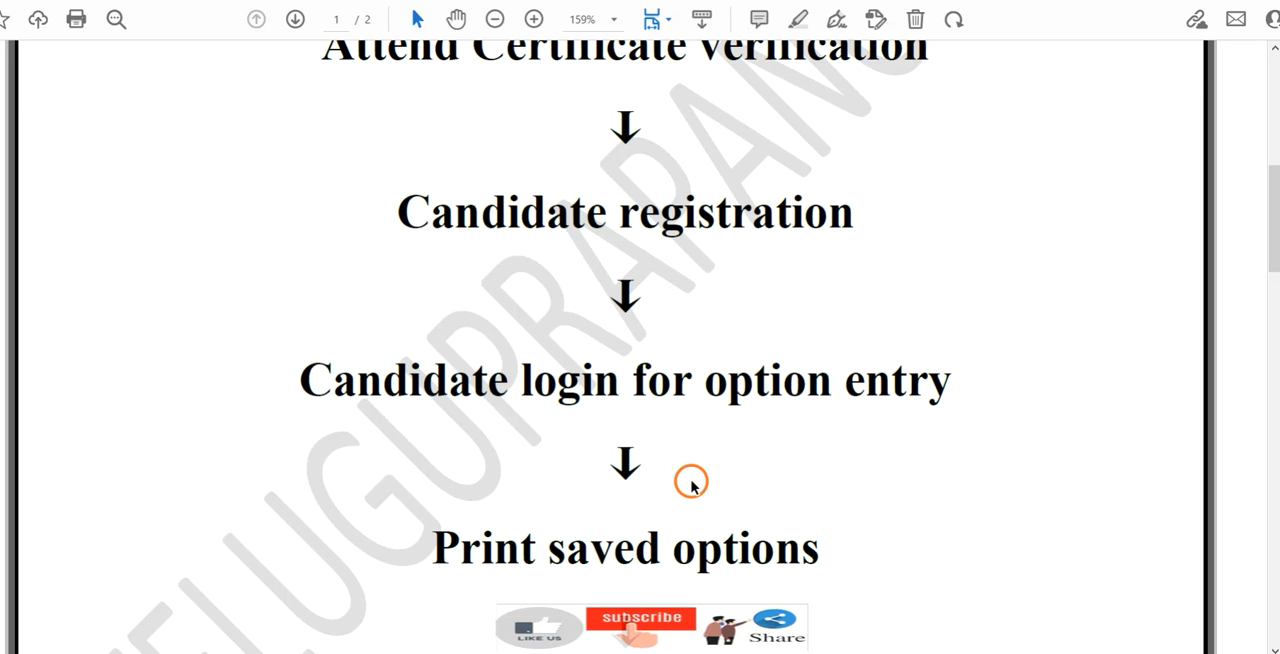 1 / 2
159%
Attend Certificate verification
Candidate registration
Candidate login for option entry
Print saved options
LIKE US
subscribe
Share
TELUGUPRAPAN